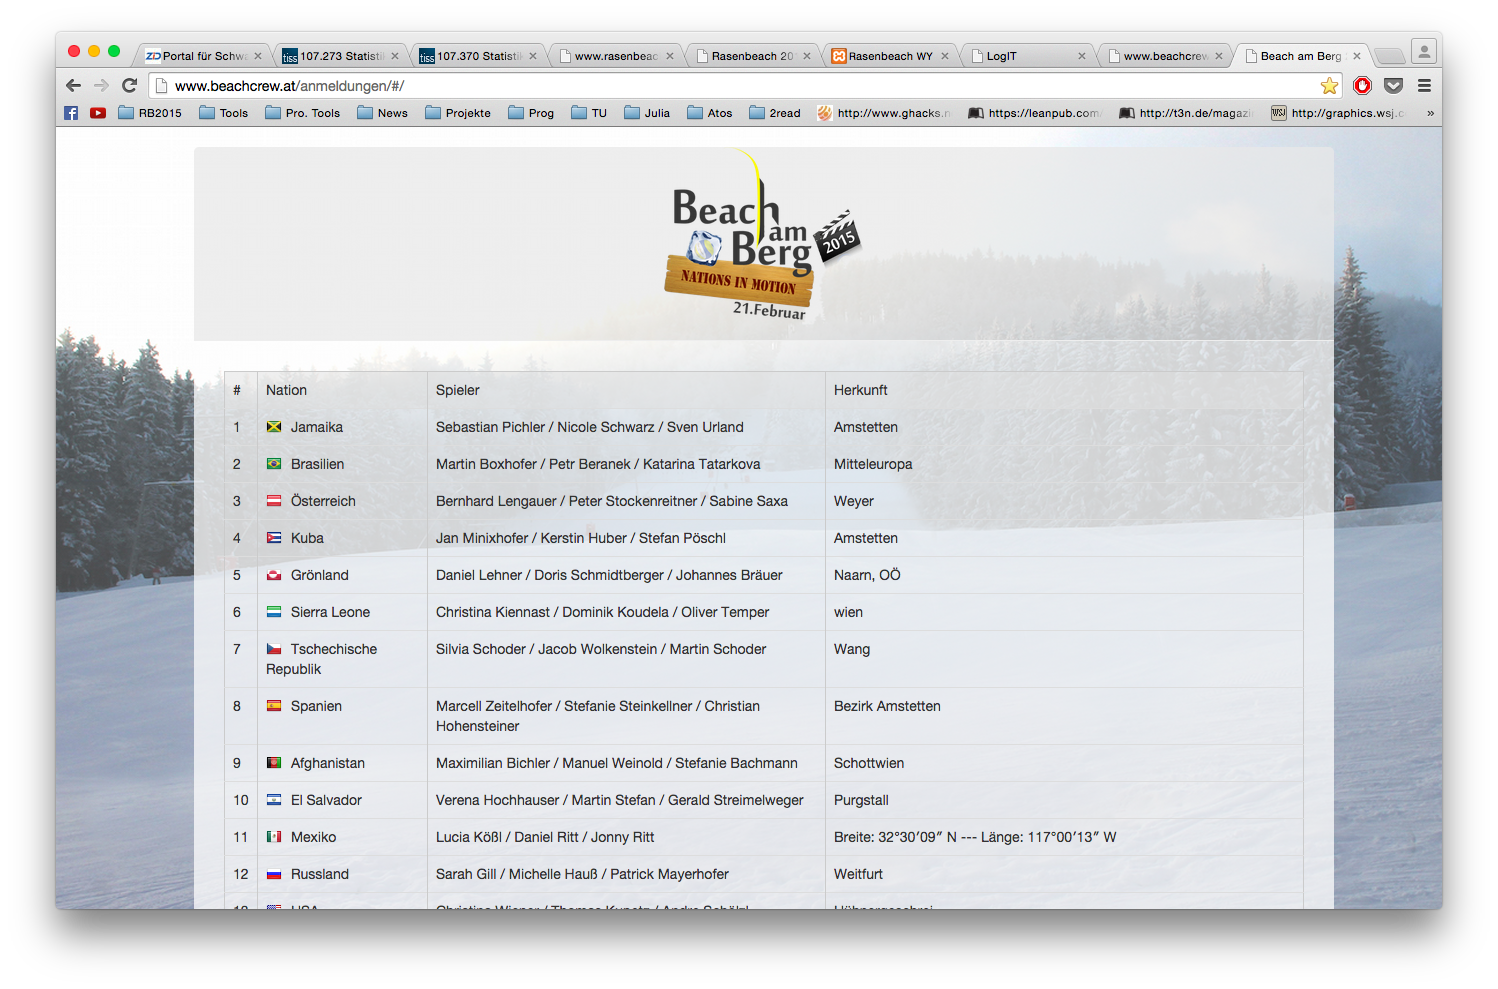 ZiD Portal für Schwa
tiss 107.273 Statistik
tiss 107.370 Statistik
www.rasenbeac
Rasenbeach 20
Rasenbeach WY
LogIT
www.beachcrew
Beach am Berg
www.beachcrew.at/anmeldungen/#/
RB2015 Tools Pro. Tools News Projekte Prog TU Julia Atos 2read http://www.ghacks.n https://leanpub.com/ http://t3n.de/magazi WSJ http://graphics.wsj.c »
Beach
am
Berg
2015
NATIONS IN MOTION
21.Februar
# Nation Spieler Herkunft
1 Jamaika Sebastian Pichler / Nicole Schwarz / Sven Urland Amstetten
2 Brasilien Martin Boxhofer / Petr Beranek / Katarina Tatarkova Mitteleuropa
3 Österreich Bernhard Lengauer / Peter Stockenreitner / Sabine Saxa Weyer
4 Kuba Jan Minixhofer / Kerstin Huber / Stefan Pöschl Amstetten
5 Grönland Daniel Lehner / Doris Schmidtberger / Johannes Bräuer Naarn, OÖ
6 Sierra Leone Christina Kiennast / Dominik Koudela / Oliver Temper wien
7 Tschechische Silvia Schoder / Jacob Wolkenstein / Martin Schoder Wang
Republik
8 Spanien Marcell Zeitelhofer / Stefanie Steinkellner / Christian Bezirk Amstetten
Hohensteiner
9 Afghanistan Maximilian Bichler / Manuel Weinold / Stefanie Bachmann Schottwien
10 El Salvador Verena Hochhauser / Martin Stefan / Gerald Streimelweger Purgstall
11 Mexiko Lucia Kößl / Daniel Ritt / Jonny Ritt Breite: 32°30′09″ N --- Länge: 117°00′13″ W
12 Russland Sarah Gill / Michelle Hauß / Patrick Mayerhofer Weitfurt
13 USA